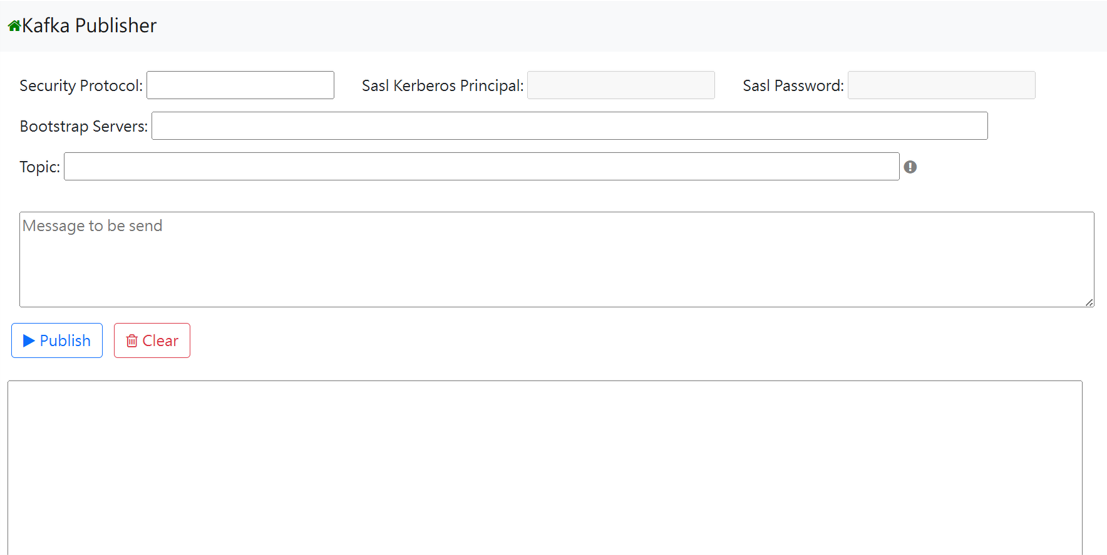 Kafka Publisher
Security Protocol: Sasl Kerberos Principal: Sasl Password:
Bootstrap Servers:
Topic:
Message to be send
Publish Clear